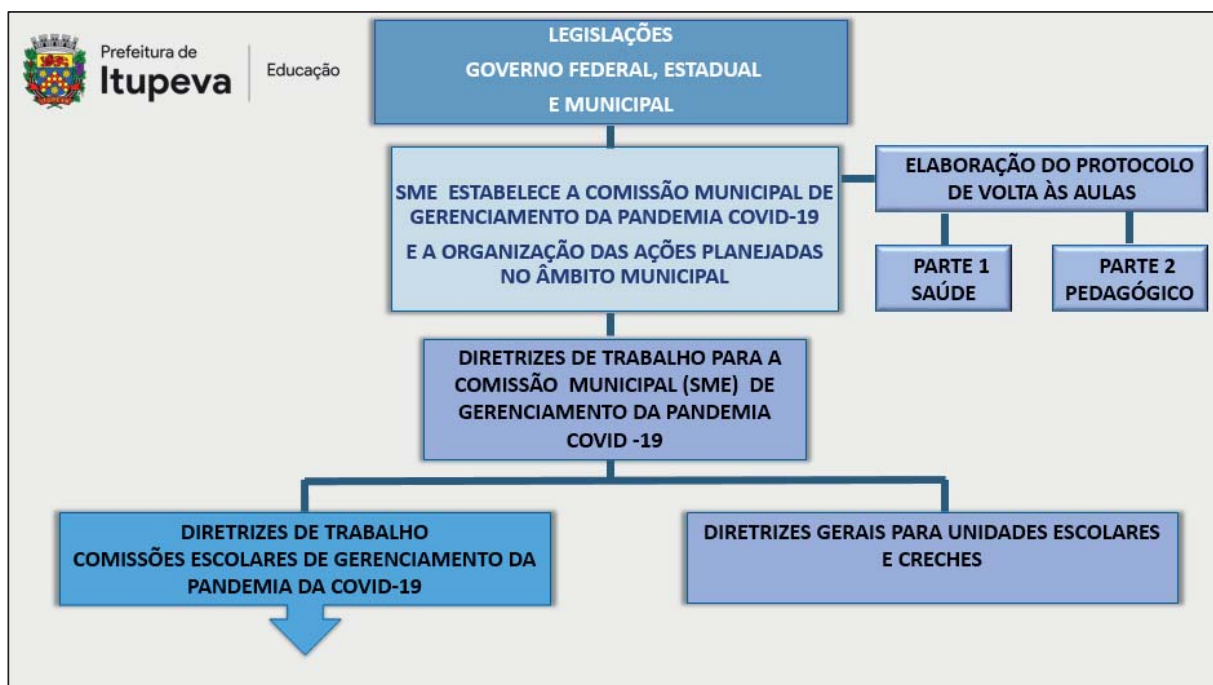 Prefeitura de
Itupeva
Educação
LEGISLAÇÕES
GOVERNO FEDERAL, ESTADUAL
E MUNICIPAL
SME ESTABELECE A COMISSÃO MUNICIPAL DE
GERENCIAMENTO DA PANDEMIA COVID-19
E A ORGANIZAÇÃO DAS AÇÕES PLANEJADAS
NO ÂMBITO MUNICIPAL
ELABORAÇÃO DO PROTOCOLO
DE VOLTA ÀS AULAS
PARTE 1
SAÚDE
PARTE 2
PEDAGÓGICO
DIRETRIZES DE TRABALHO PARA A
COMISSÃO MUNICIPAL (SME) DE
GERENCIAMENTO DA PANDEMIA
COVID -19
DIRETRIZES DE TRABALHO
COMISSÕES ESCOLARES DE GERENCIAMENTO DA
PANDEMIA DA COVID-19
DIRETRIZES GERAIS PARA UNIDADES ESCOLARES
E CRECHES